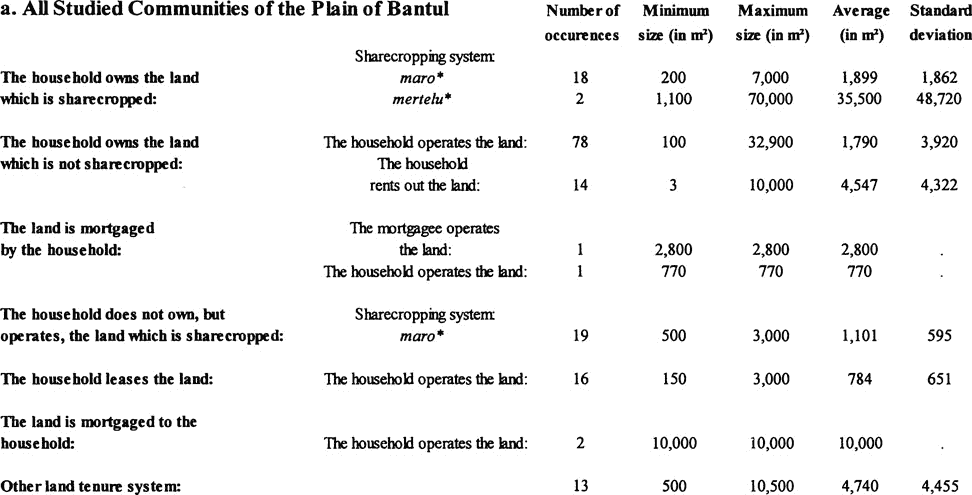 a. All Studied Communities of the Plain of Bantul Number of Minimum Maximum Average Standard
occurences size (in m²) size (in m²) (in m²) deviation
Sharecropping system:
The household owns the land maro* 18 200 7,000 1,899 1,862
which is sharecropped: mertelu* 2 1,100 70,000 35,500 48,720
The household owns the land The household operates the land: 78 100 32,900 1,790 3,920
which is not sharecropped: The household
rents out the land: 14 3 10,000 4,547 4,322
The land is mortgaged The mortgagee operates
by the household: the land: 1 2,800 2,800 2,800 .
The household operates the land: 1 770 770 770 .
The household does not own, but Sharecropping system:
operates, the land which is sharecropped: maro* 19 500 3,000 1,101 595
The household leases the land: The household operates the land: 16 150 3,000 784 651
The land is mortgaged to the
household: The household operates the land: 2 10,000 10,000 10,000 .
Other land tenure system: 13 500 10,500 4,740 4,455